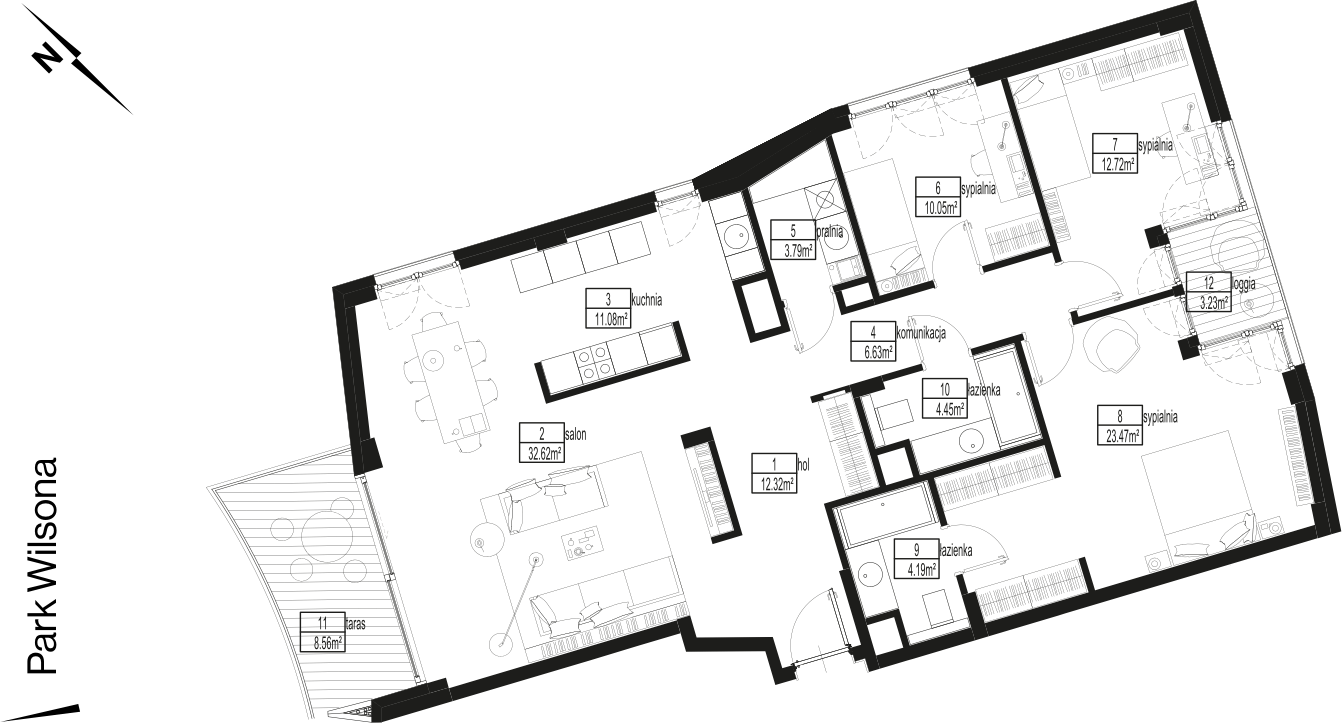 N
7 sypialnia
12.72m²
6 sypialnia
10.05m²
5 pralnia
3.79m²
12 loggia
3.23m²
3 kuchnia
11.08m²
4 komunikacja
6.63m²
10 łazienka
4.45m²
8 sypialnia
23.47m²
2 salon
32.62m²
1 hol
12.32m²
9 łazienka
4.19m²
11 taras
8.56m²
Park Wilsona